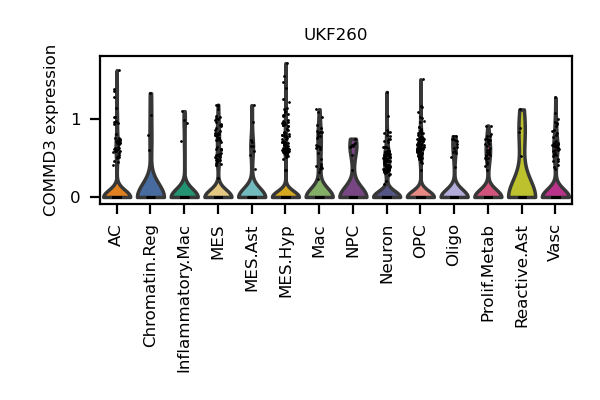 UKF260
COMMD3 expression
1
0
AC
Chromatin.Reg
Inflammatory.Mac
MES
MES.Ast
MES.Hyp
Mac
NPC
Neuron
OPC
Oligo
Prolif.Metab
Reactive.Ast
Vasc